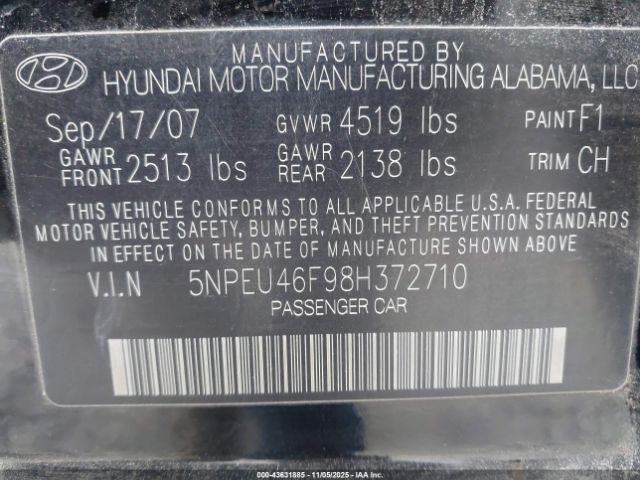 MANUFACTURED BY
HYUNDAI MOTOR MANUFACTURING ALABAMA, LLC
Sep/17/07 GVWR 4519 lbs PAINT F1
GAWR FRONT 2513 lbs GAWR REAR 2138 lbs TRIM CH
THIS VEHICLE CONFORMS TO ALL APPLICABLE U.S.A. FEDERAL
MOTOR VEHICLE SAFETY, BUMPER, AND THEFT PREVENTION STANDARDS
IN EFFECT ON THE DATE OF MANUFACTURE SHOWN ABOVE.
V.I.N 5NPEU46F98H372710
PASSENGER CAR
000-43631885 - 11/05/2025 - IAA, Inc.